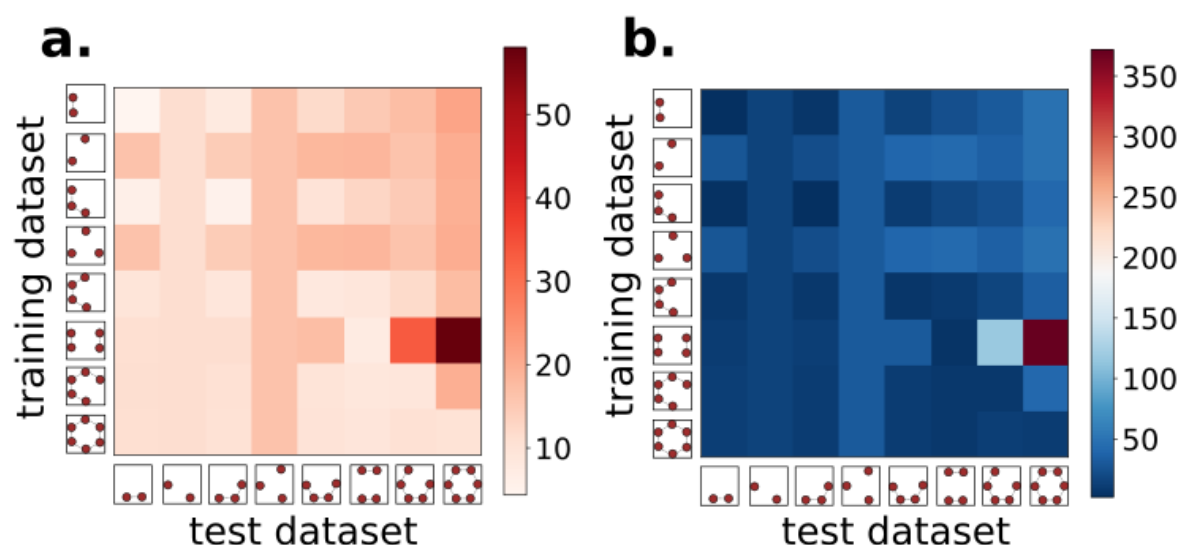 a.
training dataset
test dataset
50
40
30
20
10
b.
training dataset
test dataset
350
300
250
200
150
100
50